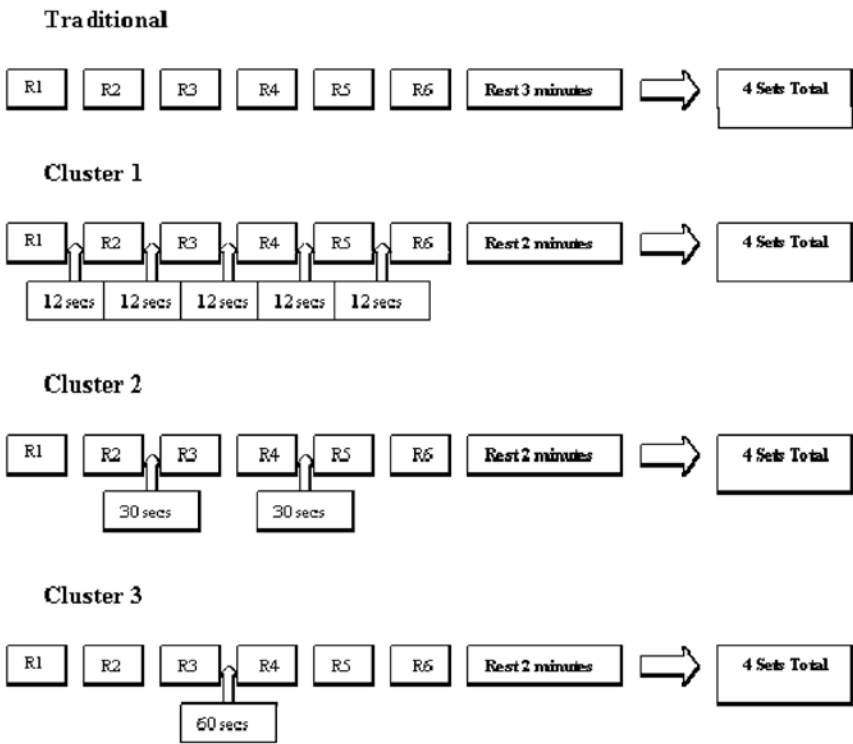 Traditional
R1 R2 R3 R4 R5 R6 Rest 3 minutes 4 Sets Total
Cluster 1
R1 R2 R3 R4 R5 R6 Rest 2 minutes 4 Sets Total
12 secs 12 secs 12 secs 12 secs 12 secs
Cluster 2
R1 R2 R3 R4 R5 R6 Rest 2 minutes 4 Sets Total
30 secs 30 secs
Cluster 3
R1 R2 R3 R4 R5 R6 Rest 2 minutes 4 Sets Total
60 secs